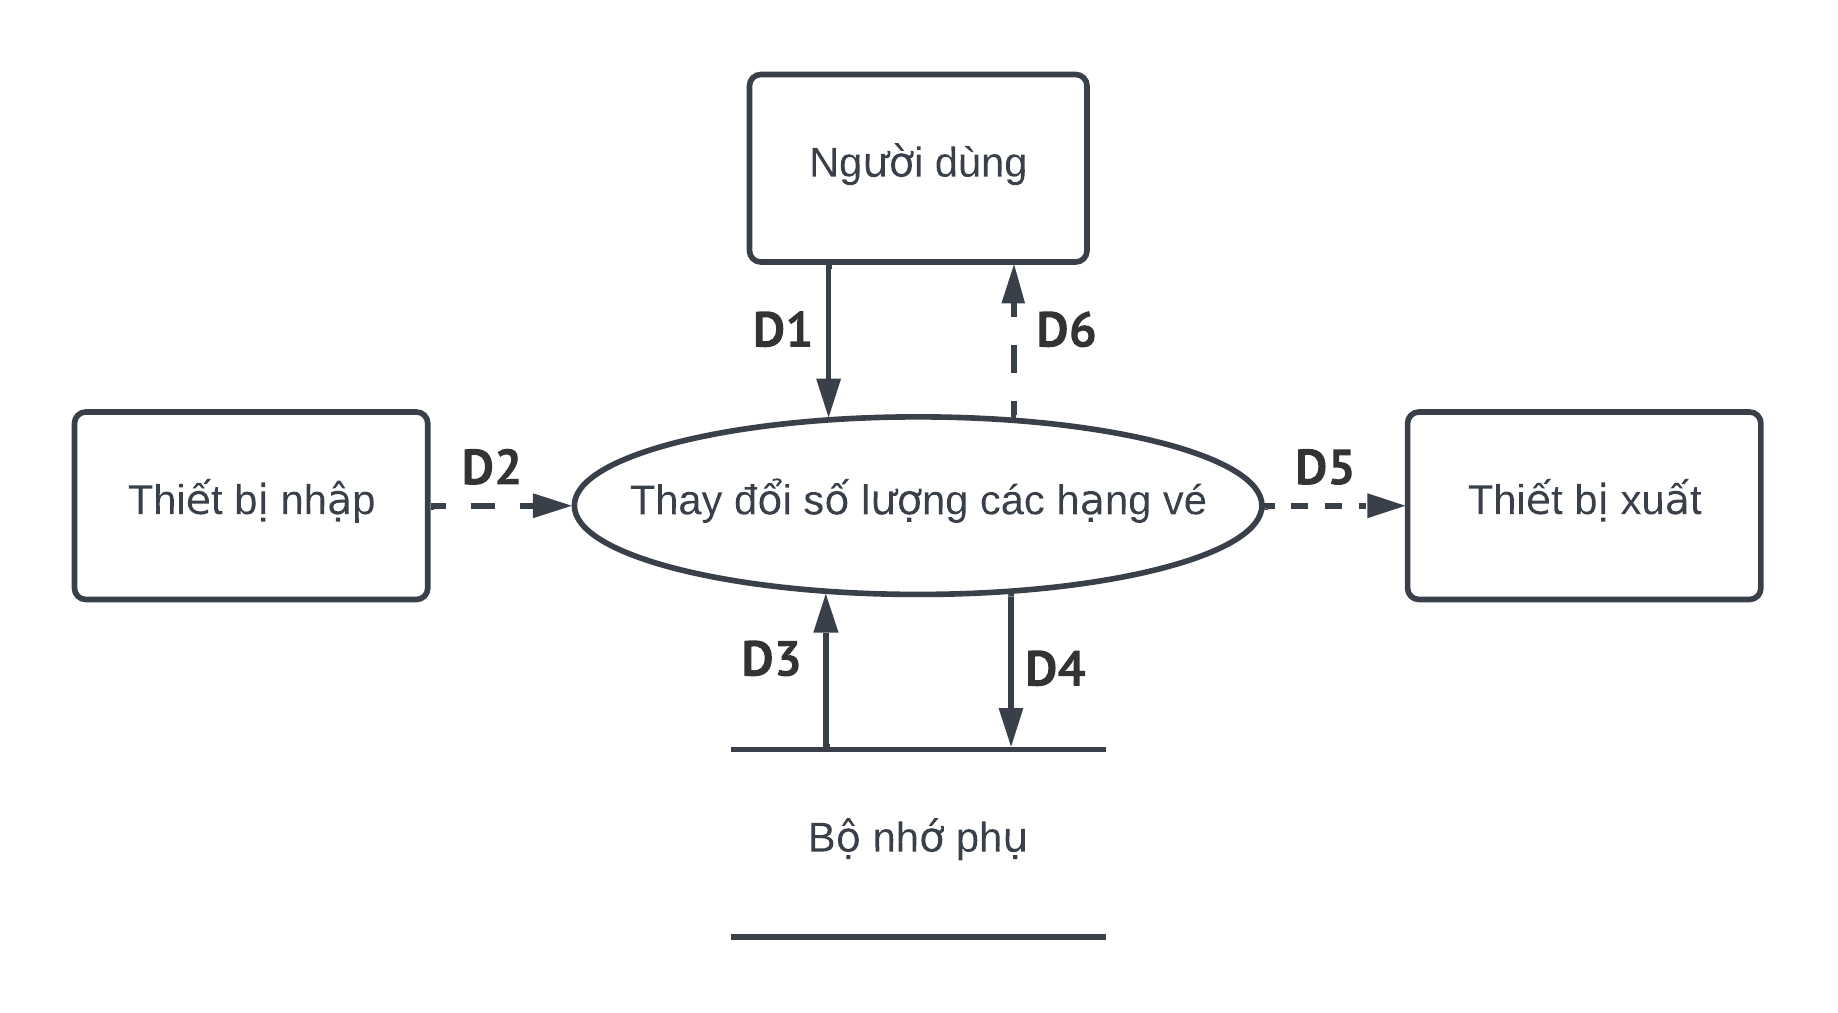 Người dùng
D1
D6
Thiết bị nhập
D2
Thay đổi số lượng các hạng vé
D5
Thiết bị xuất
D3
D4
Bộ nhớ phụ